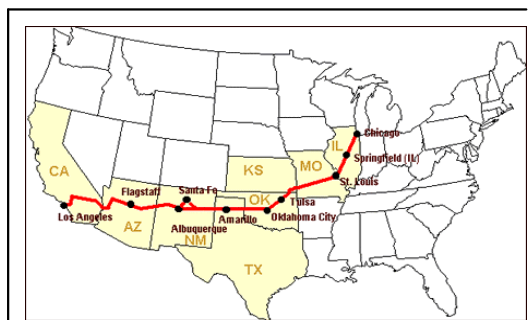 Chicago
IL
Springfield (IL)
MO
KS
CA
St. Louis
Santa Fe
Flagstaff
OK
Tulsa
Los Angeles
Amarillo
Oklahoma City
AZ
Albuquerque
NM
TX